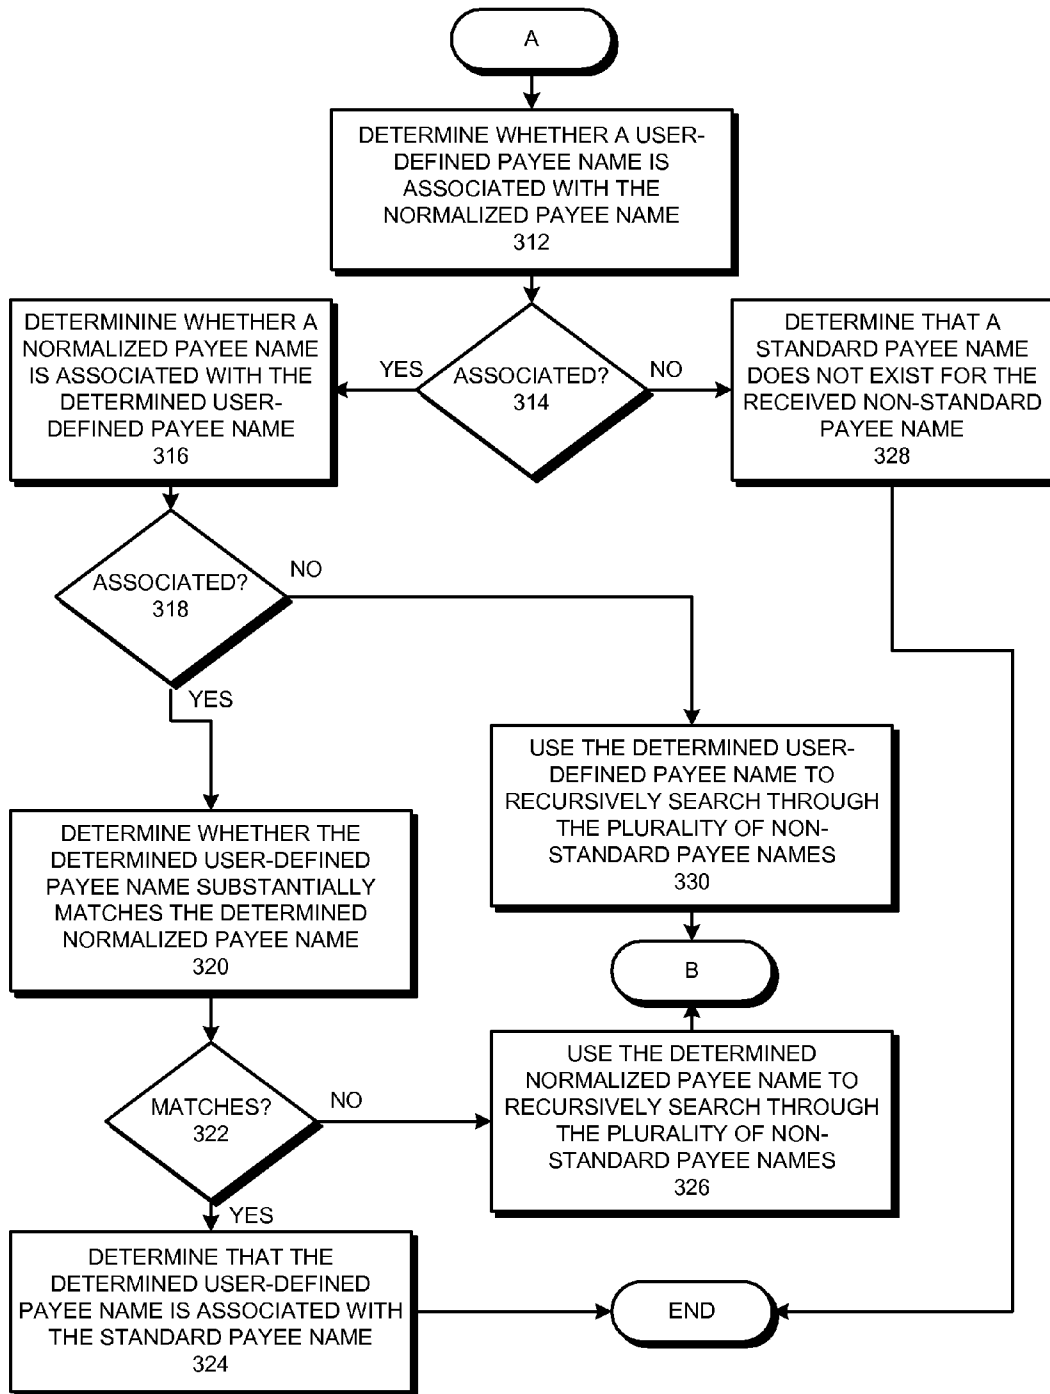 A
DETERMINE WHETHER A USER-
DEFINED PAYEE NAME IS
ASSOCIATED WITH THE
NORMALIZED PAYEE NAME
312
DETERMININE WHETHER A
NORMALIZED PAYEE NAME
IS ASSOCIATED WITH THE
DETERMINED USER-
DEFINED PAYEE NAME
316
YES
ASSOCIATED?
314
NO
DETERMINE THAT A
STANDARD PAYEE NAME
DOES NOT EXIST FOR THE
RECEIVED NON-STANDARD
PAYEE NAME
328
ASSOCIATED?
318
NO
YES
USE THE DETERMINED USER-
DEFINED PAYEE NAME TO
RECURSIVELY SEARCH THROUGH
THE PLURALITY OF NON-
STANDARD PAYEE NAMES
330
DETERMINE WHETHER THE
DETERMINED USER-DEFINED
PAYEE NAME SUBSTANTIALLY
MATCHES THE DETERMINED
NORMALIZED PAYEE NAME
320
B
MATCHES?
322
NO
USE THE DETERMINED
NORMALIZED PAYEE NAME TO
RECURSIVELY SEARCH THROUGH
THE PLURALITY OF NON-
STANDARD PAYEE NAMES
326
YES
DETERMINE THAT THE
DETERMINED USER-DEFINED
PAYEE NAME IS ASSOCIATED WITH
THE STANDARD PAYEE NAME
324
END